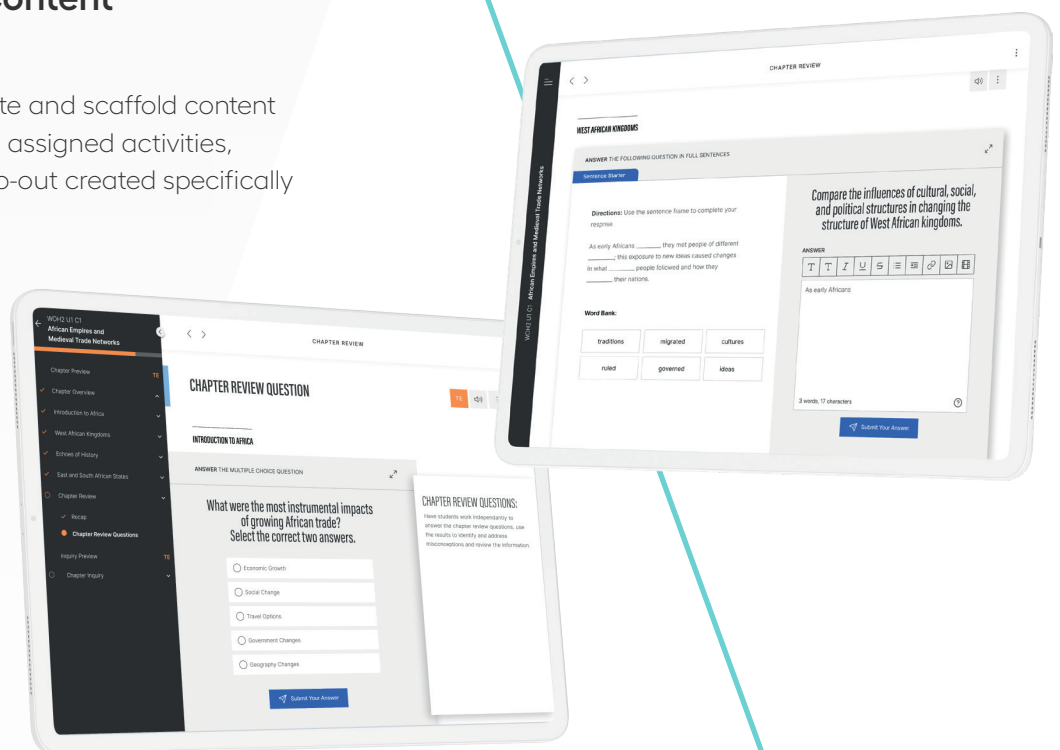 Content
te and scaffold content
assigned activities,
p-out created specifically
CHAPTER REVIEW
WEST AFRICAN KINGDOMS
ANSWER THE FOLLOWING QUESTION IN FULL SENTENCES
Sentence Starter
Directions: Use the sentence frame to complete your
respnse
As early Africans ________ they met people of different
________; this exposure to new ideas caused changes
in what ________ people followed and how they
________ their nations.
Word Bank:
traditions migrated cultures
ruled governed ideas
Compare the influences of cultural, social,
and political structures in changing the
structure of West African kingdoms.
ANSWER
T T I U S
As early Africans
3 words, 17 characters
Submit Your Answer
WOH2 U1 C1 African Empires and Medieval Trade Networks
WOH2 U1 C1
African Empires and
Medieval Trade Networks
Chapter Preview TE
Chapter Overview
Introduction to Africa
West African Kingdoms
Echoes of History
East and South African States
Chapter Review
Recap
Chapter Review Questions
Inquiry Preview TE
Chapter Inquiry
CHAPTER REVIEW
CHAPTER REVIEW QUESTION
TE
INTRODUCTION TO AFRICA
ANSWER THE MULTIPLE CHOICE QUESTION
What were the most instrumental impacts
of growing African trade?
Select the correct two answers.
Economic Growth
Social Change
Travel Options
Government Changes
Geography Changes
Submit Your Answer
CHAPTER REVIEW QUESTIONS:
Have students work independantly to
answer the chapter review questions, use
the results to identify and address
misconceptions and review the information.